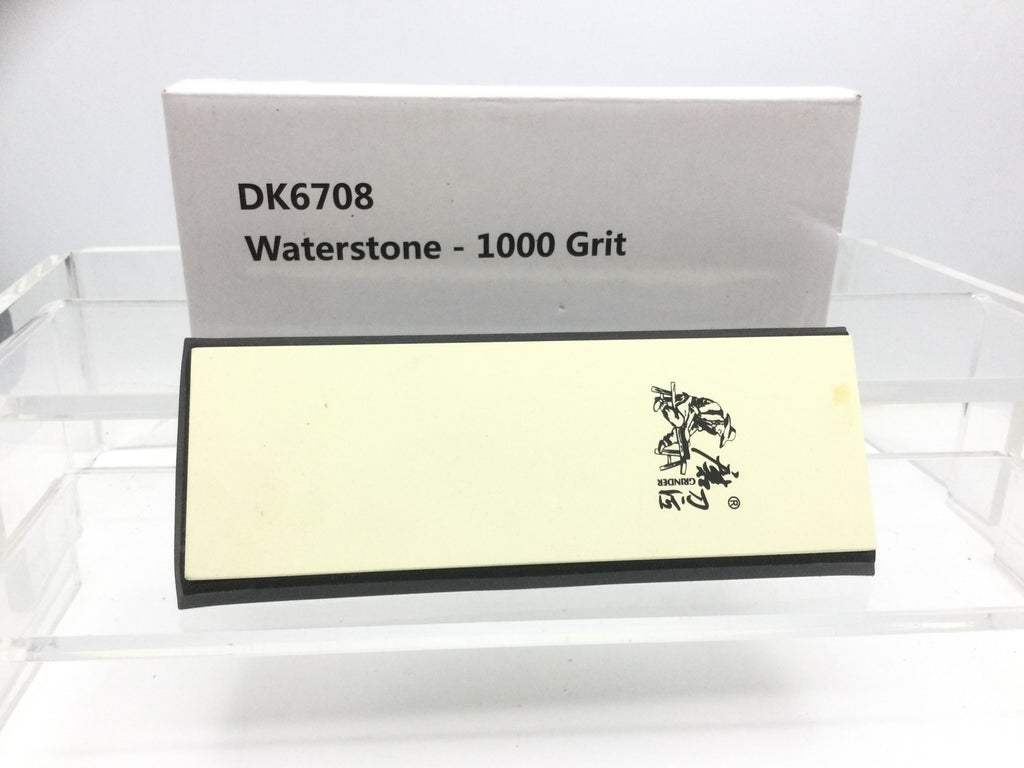 DK6708
Waterstone - 1000 Grit
GRINDER
®